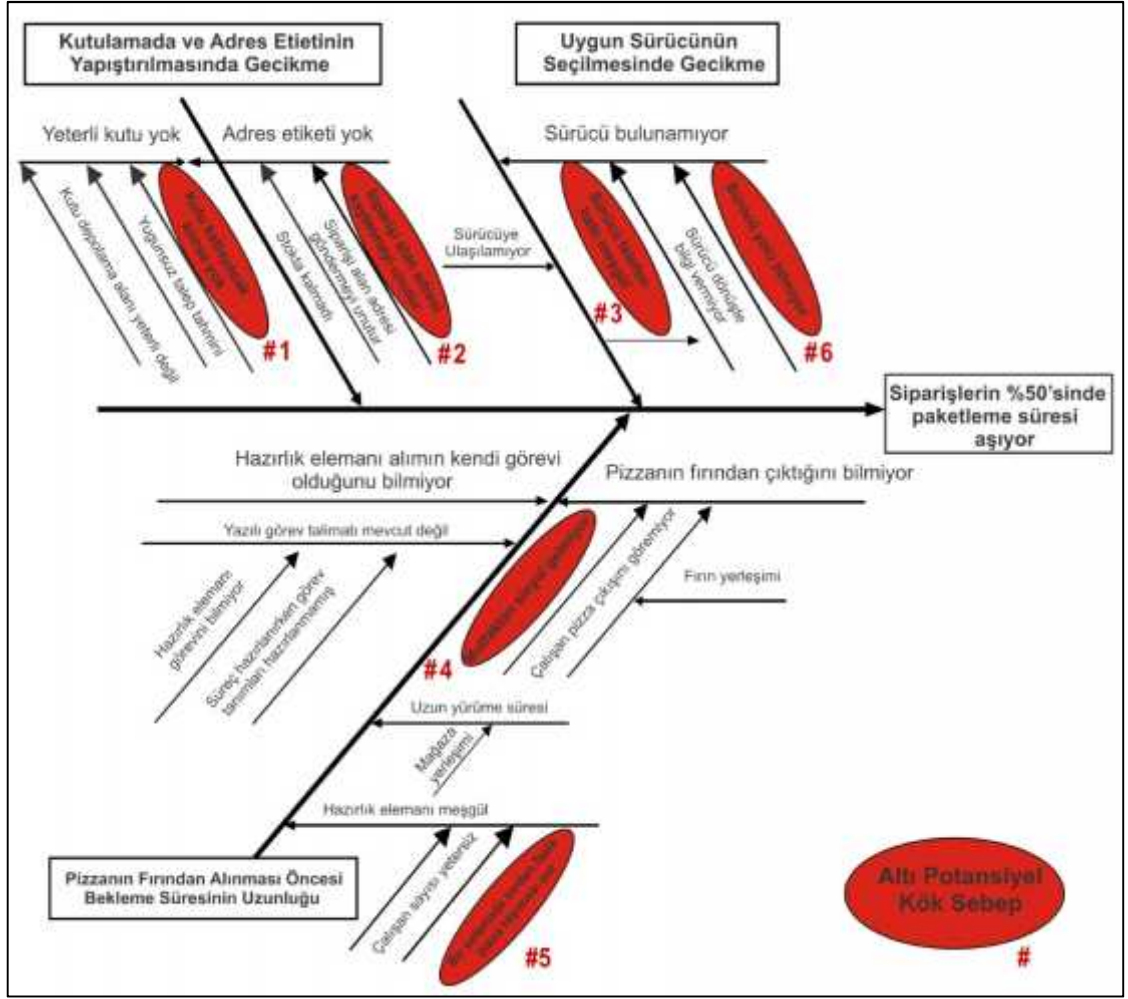 Kutulamada ve Adres Etietinin
Yapıştırılmasında Gecikme
Uygun Sürücünün
Seçilmesinde Gecikme
Yeterli kutu yok
Adres etiketi yok
Sürücü bulunamıyor
Kutu depolama alanı yeterli değil
Yugunsuz talep tahmini
#1
Stokta kalmadı
Siparişi alan adresi
göndermeyi unutur
#2
Sürücüye
Ulaşılamıyor
#3
Sürücü dönüşte
bilgi vermiyor
#6
Siparişlerin %50'sinde
paketleme süresi
aşıyor
Hazırlık elemanı alımın kendi görevi
olduğunu bilmiyor
Pizzanın fırından çıktığını bilmiyor
Yazılı görev talimatı mevcut değil
Hazırlık elemanı
görevini bilmiyor
Süreç hazırlanırken görev
tanımları hazırlanmamış
#4
Çalışan pizza çıkışını göremiyor
Fırın yerleşimi
Uzun yürüme süresi
Mağaza
yerleşimi
Hazırlık elemanı meşgül
Çalışan sayısı yetersiz
#5
Pizzanın Fırından Alınması Öncesi
Bekleme Süresinin Uzunluğu
Altı Potansiyel
Kök Sebep
#